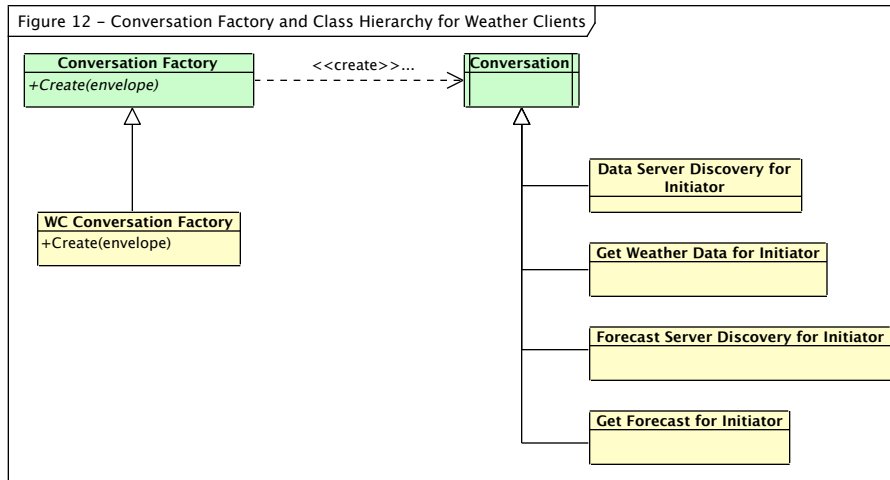 Figure 12 – Conversation Factory and Class Hierarchy for Weather Clients
Conversation Factory
+Create(envelope)
<<create>>...
Conversation
WC Conversation Factory
+Create(envelope)
Data Server Discovery for
Initiator
Get Weather Data for Initiator
Forecast Server Discovery for Initiator
Get Forecast for Initiator